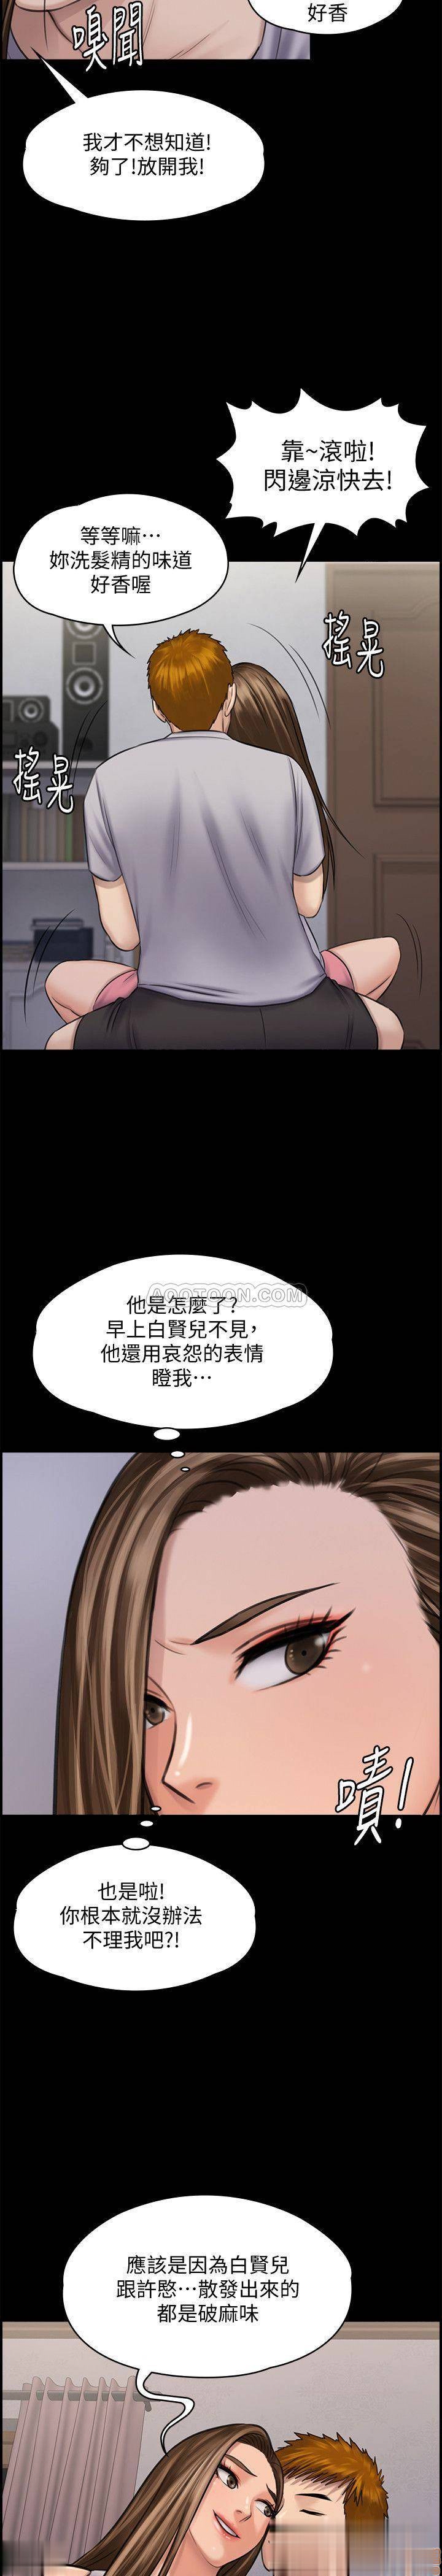 好香
嗅聞
我才不想知道!
夠了!放開我!
靠~滾啦!
閃邊涼快去!
等等嘛⋯
妳洗髮精的味道
好香喔
搖晃
搖晃
AQQTOON.COM
他是怎麼了?
早上白賢兒不見,
他還用哀怨的表情
瞪我⋯
嘖!
也是啦!
你根本就沒辦法
不理我吧?!
應該是因為白賢兒
跟許愍⋯散發出來的
都是破麻味